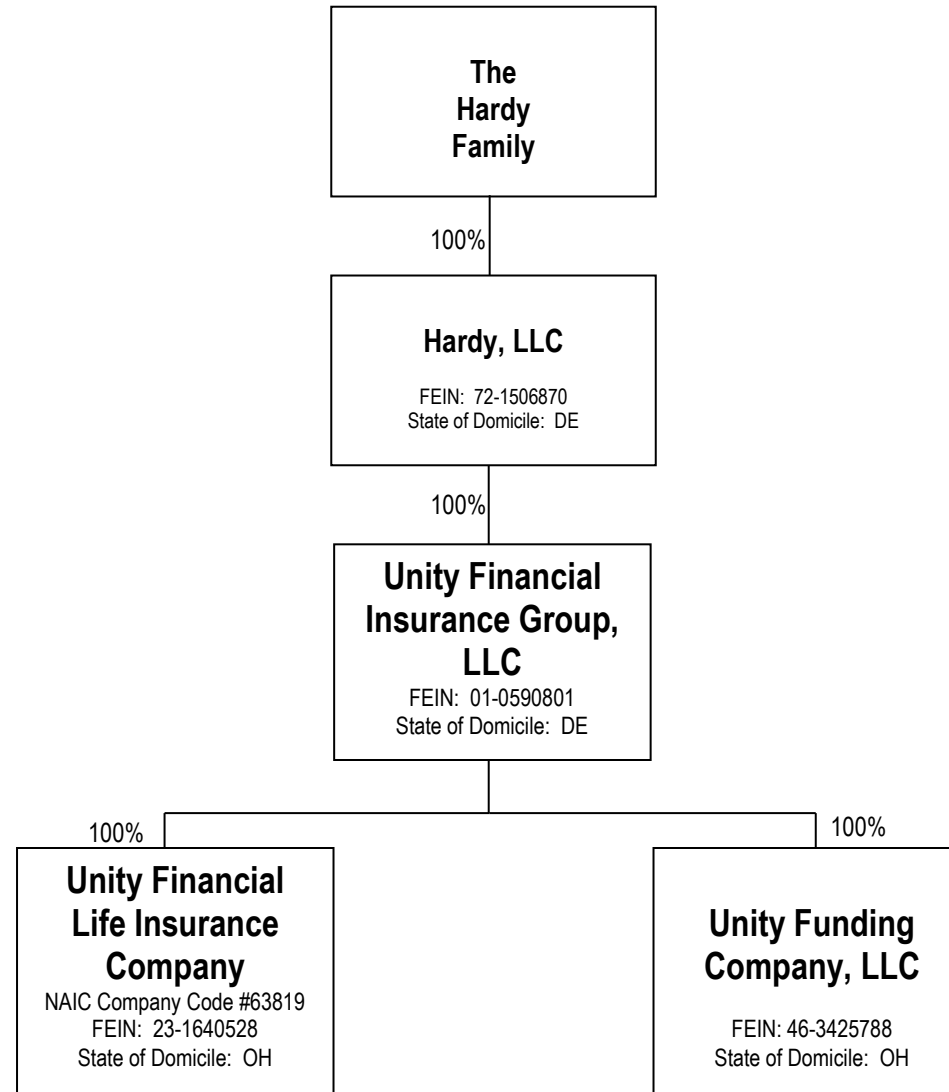 The
Hardy
Family
100%
Hardy, LLC
FEIN: 72-1506870
State of Domicile: DE
100%
Unity Financial
Insurance Group,
LLC
FEIN: 01-0590801
State of Domicile: DE
100%
100%
Unity Financial
Life Insurance
Company
NAIC Company Code #63819
FEIN: 23-1640528
State of Domicile: OH
Unity Funding
Company, LLC
FEIN: 46-3425788
State of Domicile: OH